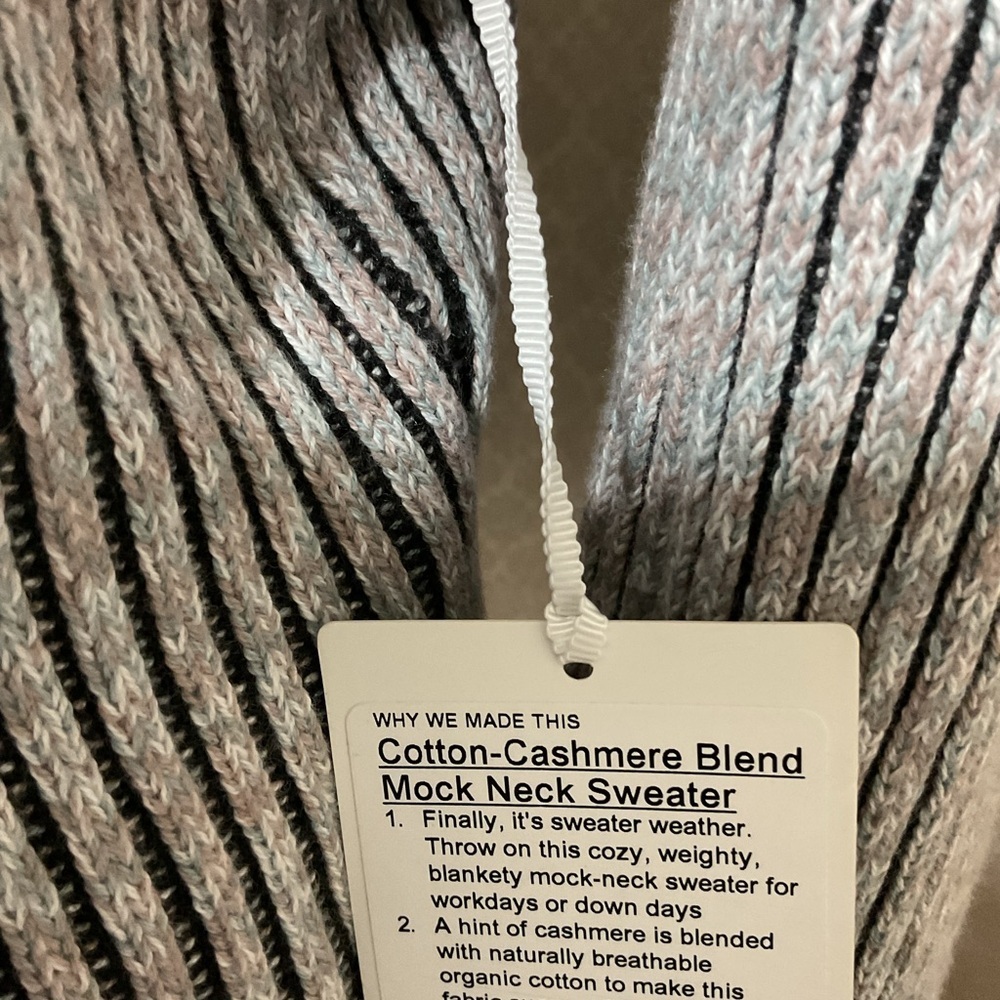 WHY WE MADE THIS
Cotton-Cashmere Blend
Mock Neck Sweater
1. Finally, it's sweater weather.
Throw on this cozy, weighty,
blankety mock-neck sweater for
workdays or down days
2. A hint of cashmere is blended
with naturally breathable
organic cotton to make this